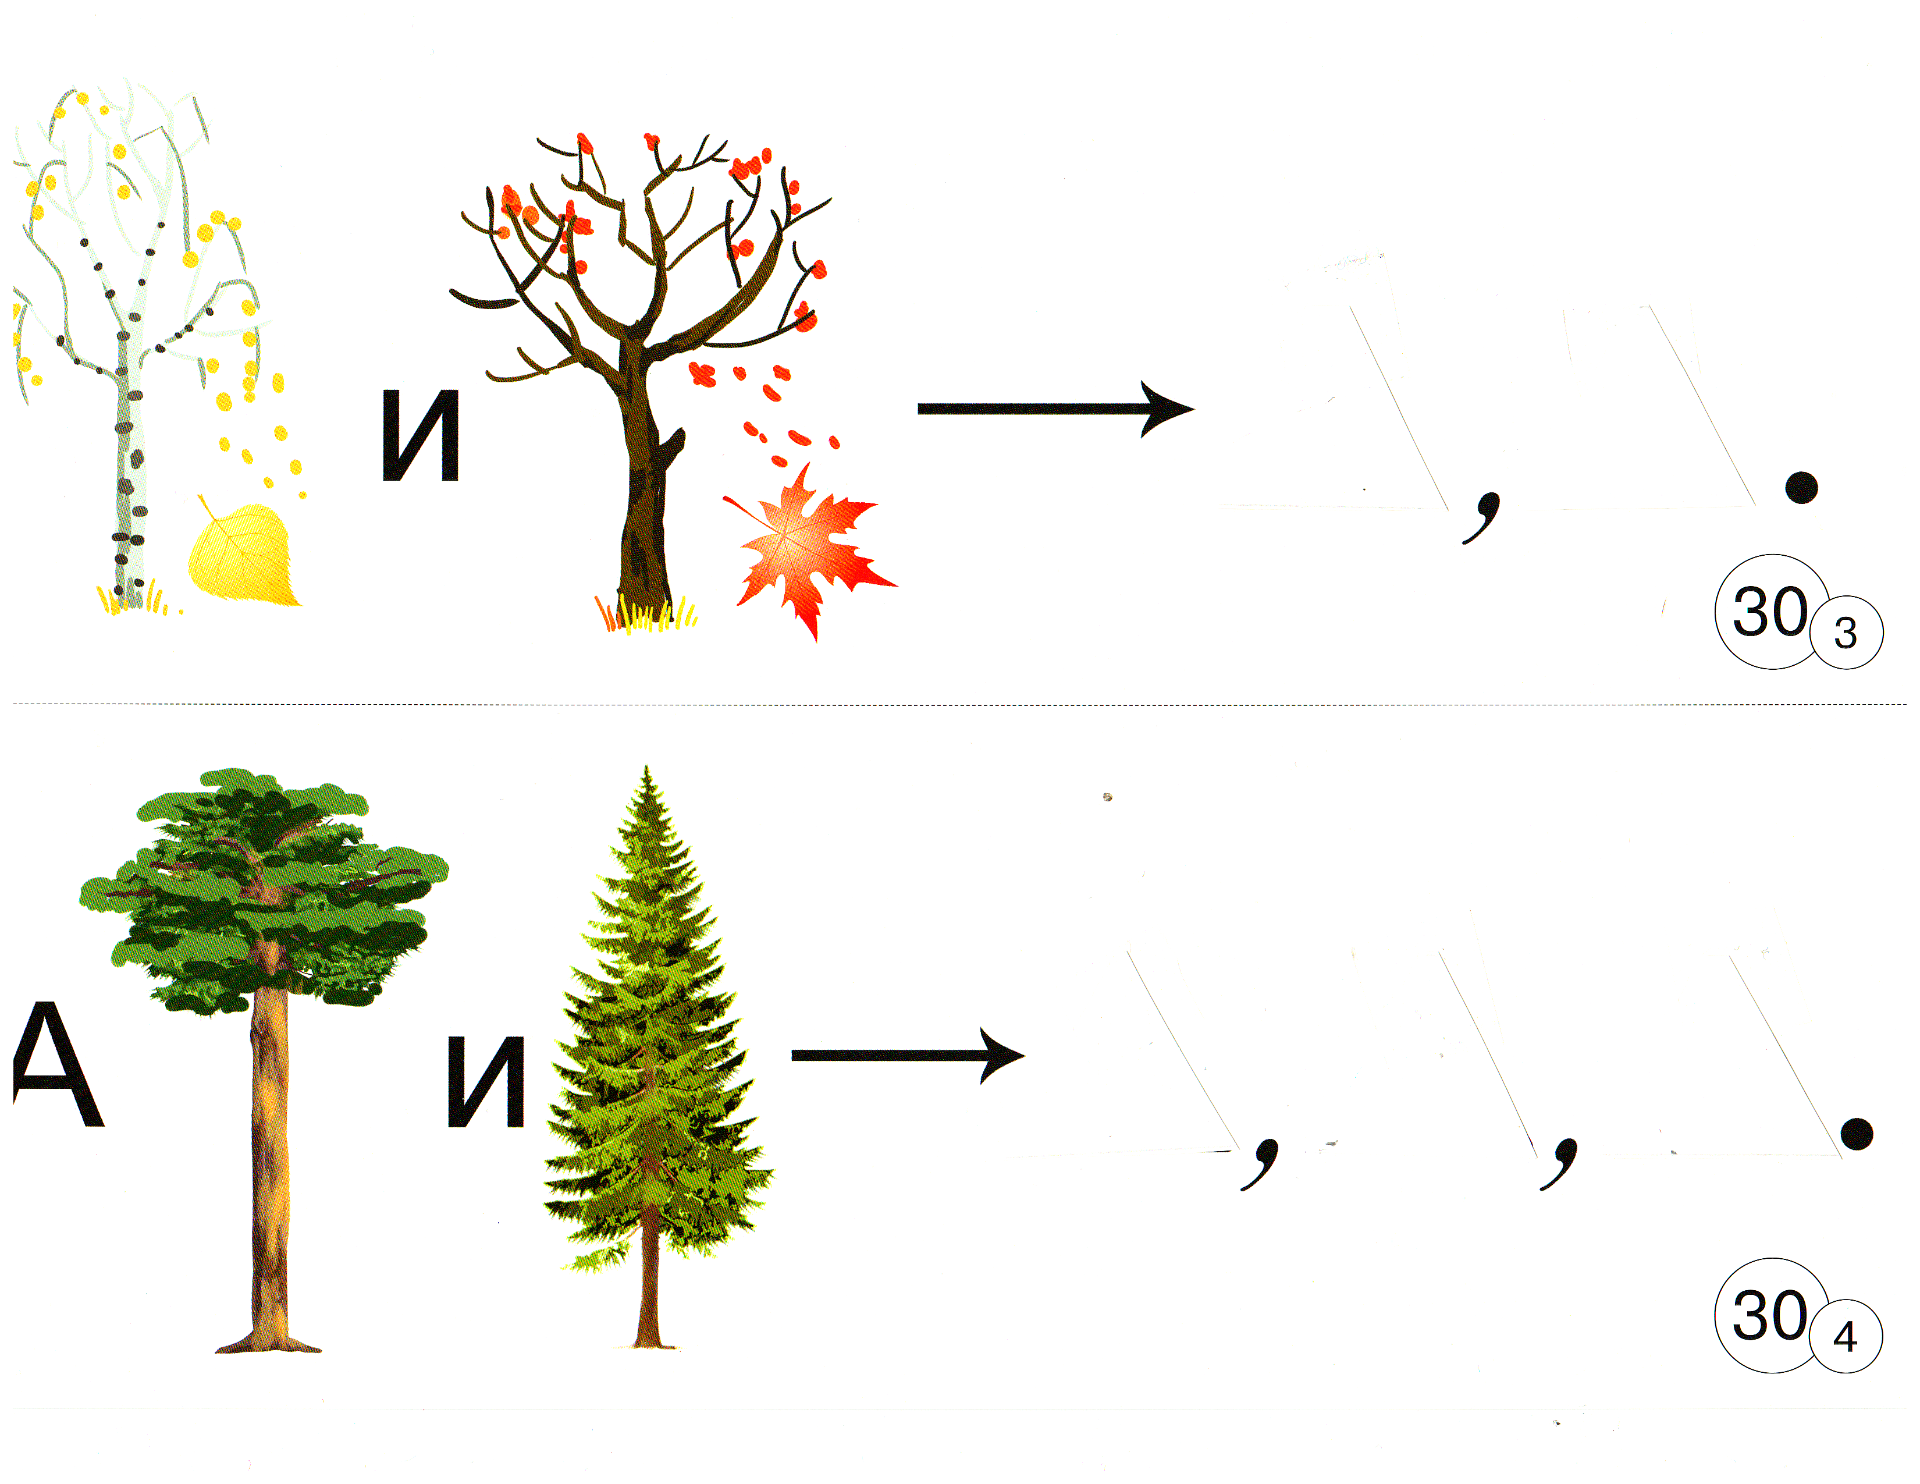 и , .
30 3
А и , , .
30 4